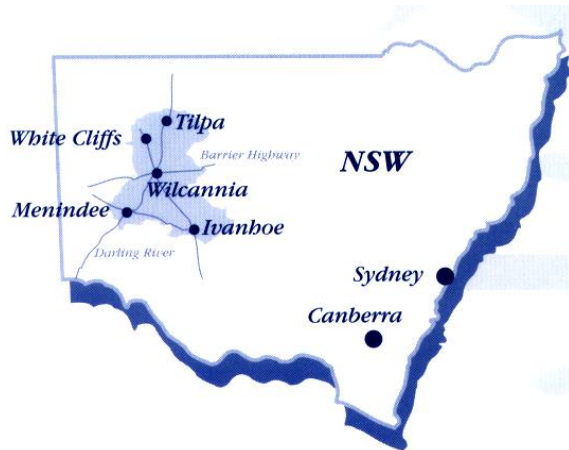 Tilpa
White Cliffs
Barrier Highway
NSW
Wilcannia
Menindee
Ivanhoe
Darling River
Sydney
Canberra